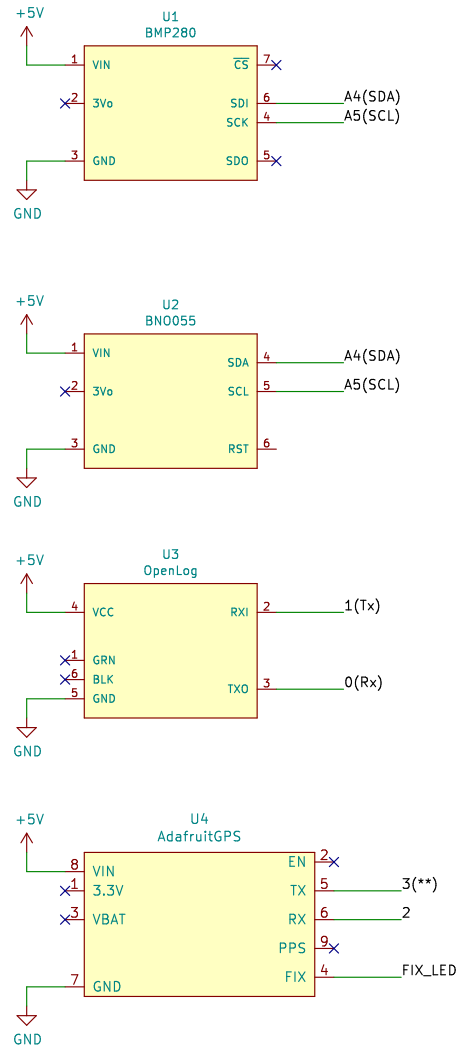 +5V
U1
BMP280
1 VIN CS 7
2 3Vo SDI 6 A4(SDA)
SCK 4 A5(SCL)
3 GND SDO 5
GND
+5V
U2
BNO055
1 VIN
SDA 4 A4(SDA)
2 3Vo SCL 5 A5(SCL)
3 GND RST 6
GND
+5V
U3
OpenLog
4 VCC RXI 2 1(Tx)
1 GRN
6 BLK
5 GND TXO 3 0(Rx)
GND
+5V
U4
AdafruitGPS
EN 2
8 VIN
1 3.3V TX 5 3(**)
3 VBAT RX 6 2
PPS 9
7 GND FIX 4 FIX_LED
GND